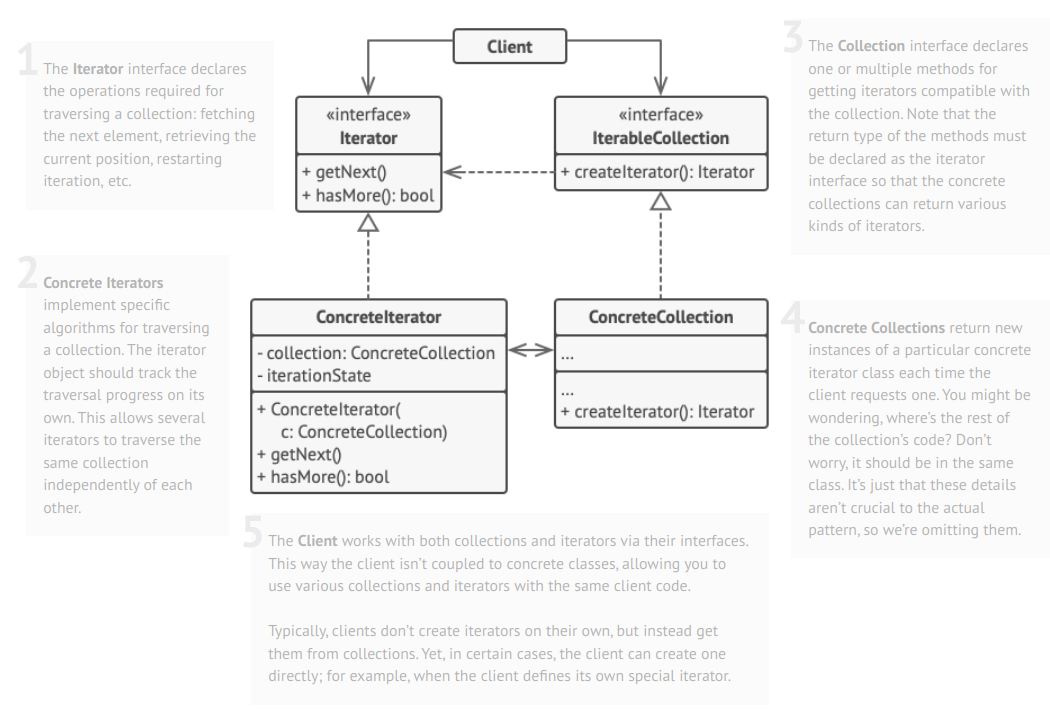 Client
1
The Iterator interface declares
the operations required for
traversing a collection: fetching
the next element, retrieving the
current position, restarting
iteration, etc.
«interface»
Iterator
+ getNext()
+ hasMore(): bool
«interface»
IterableCollection
+ createIterator(): Iterator
3
The Collection interface declares
one or multiple methods for
getting iterators compatible with
the collection. Note that the
return type of the methods must
be declared as the iterator
interface so that the concrete
collections can return various
kinds of iterators.
2
Concrete Iterators
implement specific
algorithms for traversing
a collection. The iterator
object should track the
traversal progress on its
own. This allows several
iterators to traverse the
same collection
independently of each
other.
ConcreteIterator
- collection: ConcreteCollection
- iterationState
+ ConcreteIterator(
c: ConcreteCollection)
+ getNext()
+ hasMore(): bool
ConcreteCollection
...
...
+ createIterator(): Iterator
4
Concrete Collections return new
instances of a particular concrete
iterator class each time the
client requests one. You might be
wondering, where's the rest of
the collection's code? Don't
worry, it should be in the same
class. It's just that these details
aren't crucial to the actual
pattern, so we're omitting them.
5
The Client works with both collections and iterators via their interfaces.
This way the client isn't coupled to concrete classes, allowing you to
use various collections and iterators with the same client code.
Typically, clients don't create iterators on their own, but instead get
them from collections. Yet, in certain cases, the client can create one
directly; for example, when the client defines its own special iterator.